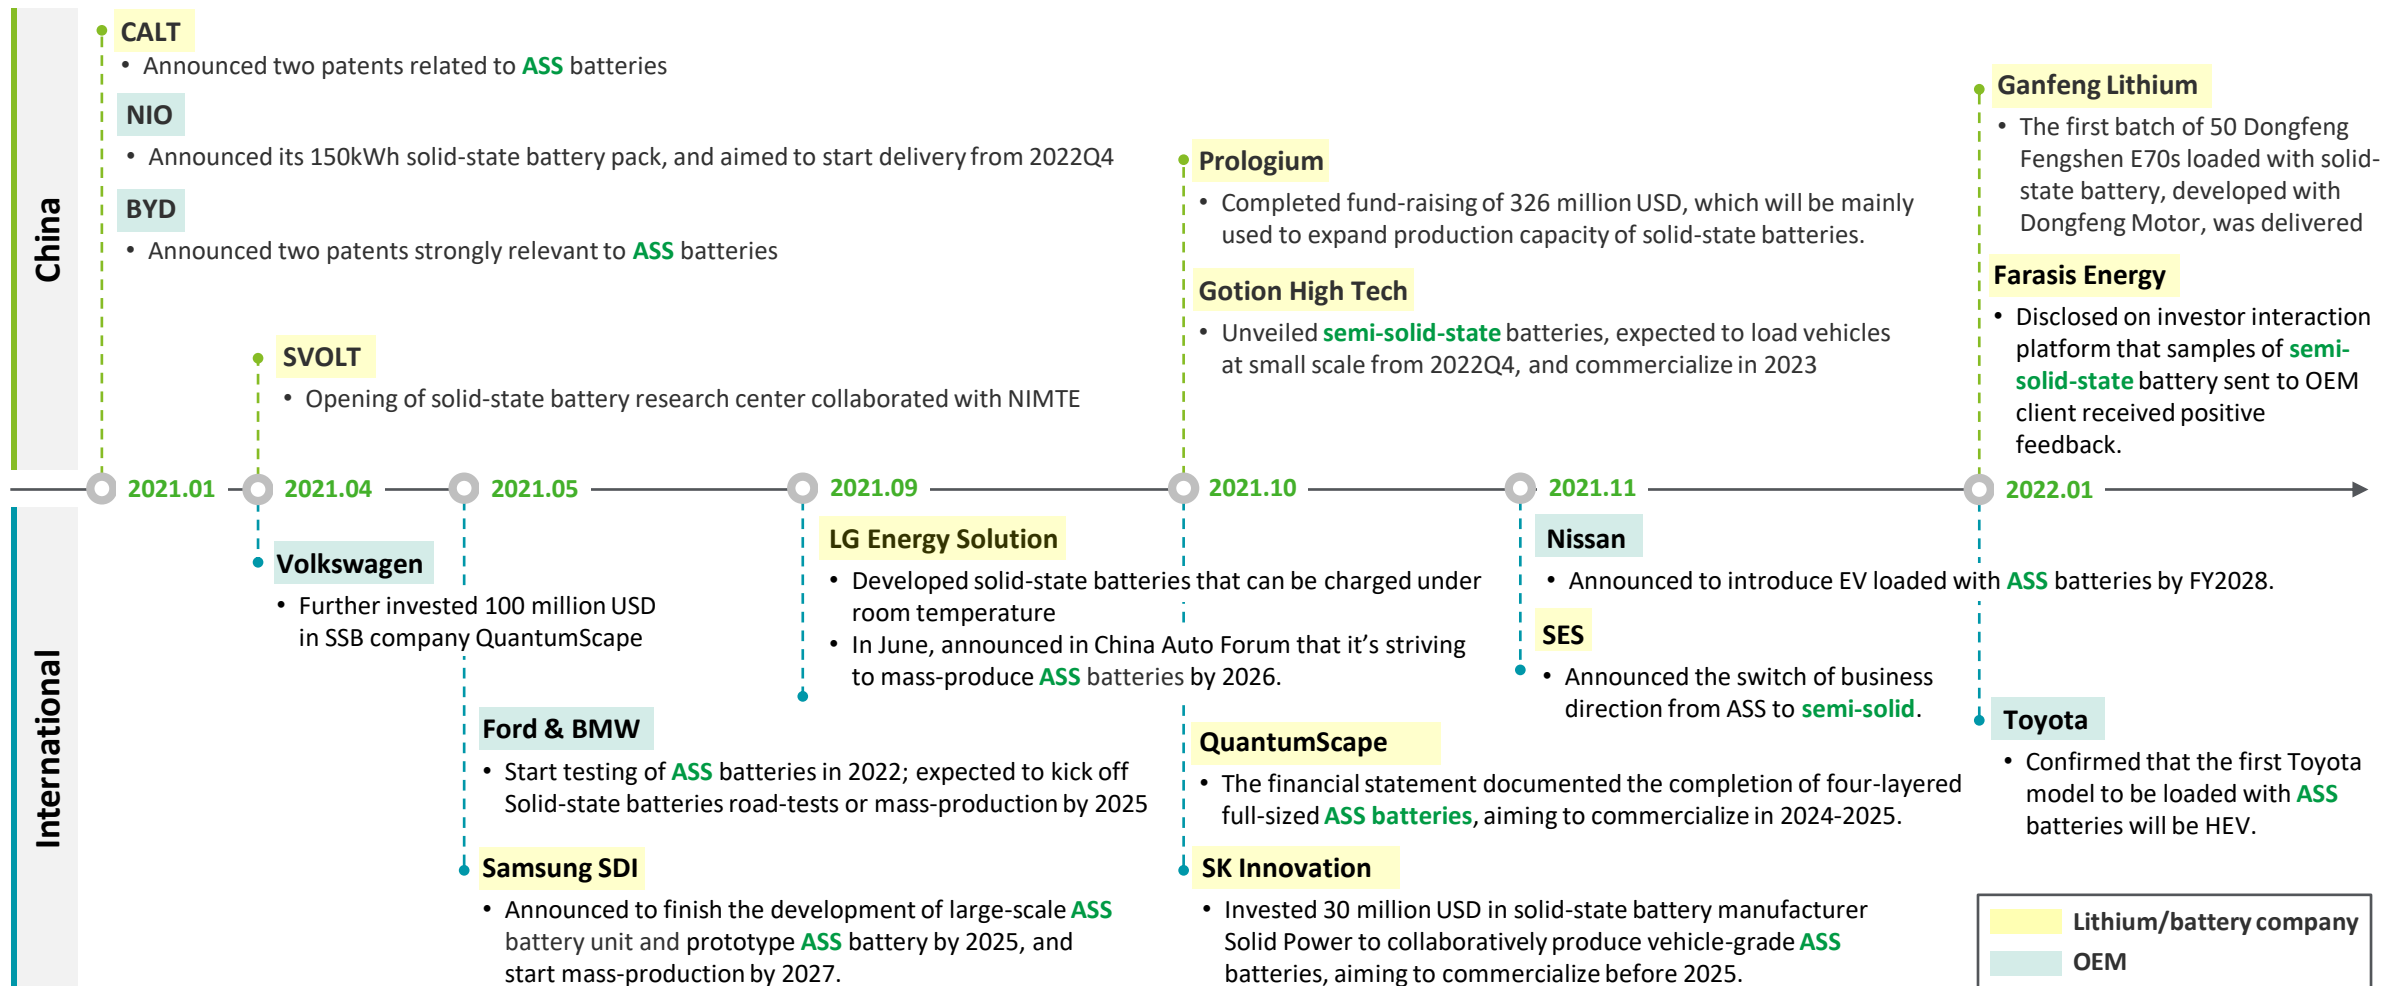 China
CALT
• Announced two patents related to ASS batteries
NIO
• Announced its 150kWh solid-state battery pack, and aimed to start delivery from 2022Q4
BYD
• Announced two patents strongly relevant to ASS batteries
SVOLT
• Opening of solid-state battery research center collaborated with NIMTE
Prologium
• Completed fund-raising of 326 million USD, which will be mainly
used to expand production capacity of solid-state batteries.
Gotion High Tech
• Unveiled semi-solid-state batteries, expected to load vehicles
at small scale from 2022Q4, and commercialize in 2023
Ganfeng Lithium
• The first batch of 50 Dongfeng
Fengshen E70s loaded with solid-
state battery, developed with
Dongfeng Motor, was delivered
Farasis Energy
• Disclosed on investor interaction
platform that samples of semi-
solid-state battery sent to OEM
client received positive
feedback.
2021.01
2021.04
2021.05
2021.09
2021.10
2021.11
2022.01
International
Volkswagen
• Further invested 100 million USD
in SSB company QuantumScape
Ford & BMW
• Start testing of ASS batteries in 2022; expected to kick off
Solid-state batteries road-tests or mass-production by 2025
Samsung SDI
• Announced to finish the development of large-scale ASS
battery unit and prototype ASS battery by 2025, and
start mass-production by 2027.
LG Energy Solution
• Developed solid-state batteries that can be charged under
room temperature
• In June, announced in China Auto Forum that it's striving
to mass-produce ASS batteries by 2026.
QuantumScape
• The financial statement documented the completion of four-layered
full-sized ASS batteries, aiming to commercialize in 2024-2025.
SK Innovation
• Invested 30 million USD in solid-state battery manufacturer
Solid Power to collaboratively produce vehicle-grade ASS
batteries, aiming to commercialize before 2025.
Nissan
• Announced to introduce EV loaded with ASS batteries by FY2028.
SES
• Announced the switch of business
direction from ASS to semi-solid.
Toyota
• Confirmed that the first Toyota
model to be loaded with ASS
batteries will be HEV.
Lithium/battery company
OEM